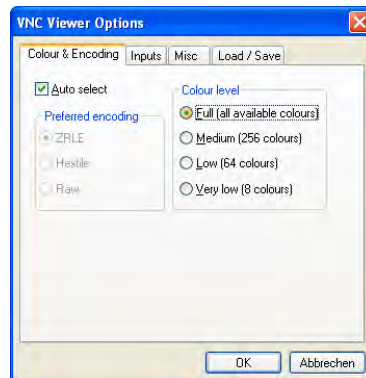 VNC Viewer Options
Colour & Encoding Inputs Misc Load / Save
Auto select
Preferred encoding
ZRLE
Hextile
Raw
Colour level
Full (all available colours)
Medium (256 colours)
Low (64 colours)
Very low (8 colours)
OK Abbrechen